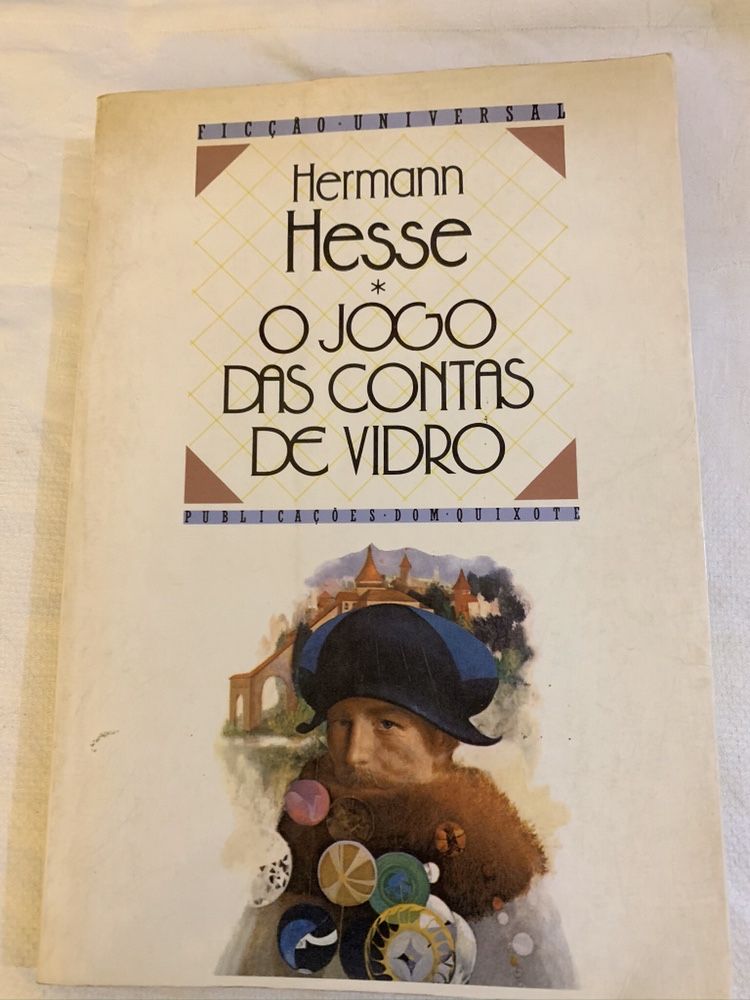 FICÇÃO·UNIVERSAL
Hermann
Hesse
*
O JOGO
DAS CONTAS
DE VIDRO
PUBLICAÇÕES·DOM·QUIXOTE